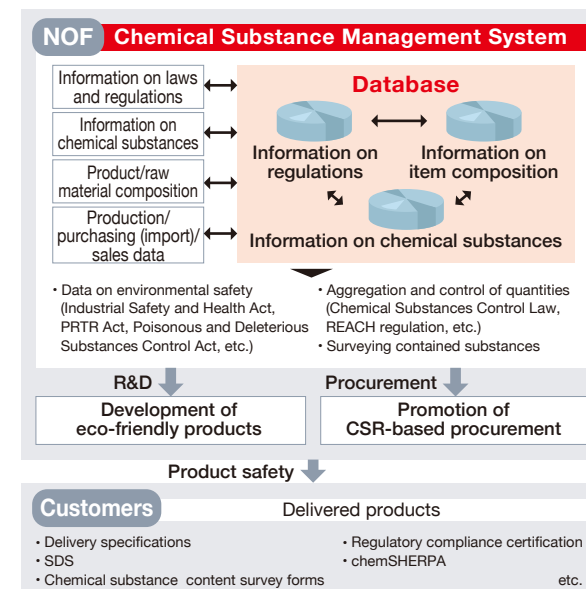 NOF Chemical Substance Management System
Information on laws
and regulations
Information on
chemical substances
Product/raw
material composition
Production/
purchasing (import)/
sales data
Database
Information on
regulations
Information on
item composition
Information on chemical substances
・Data on environmental safety
(Industrial Safety and Health Act,
PRTR Act, Poisonous and Deleterious
Substances Control Act, etc.)
・Aggregation and control of quantities
(Chemical Substances Control Law,
REACH regulation, etc.)
・Surveying contained substances
R&D
Development of
eco-friendly products
Procurement
Promotion of
CSR-based procurement
Product safety
Customers
Delivered products
・Delivery specifications
・SDS
・Chemical substance content survey forms
・Regulatory compliance certification
・chemSHERPA
etc.